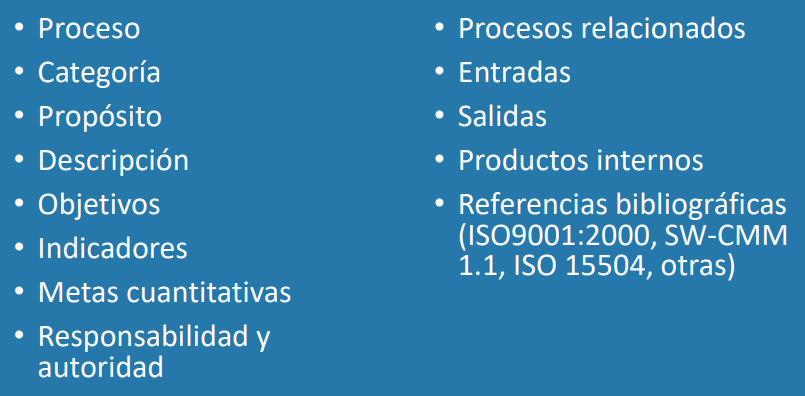 • Proceso
• Categoría
• Propósito
• Descripción
• Objetivos
• Indicadores
• Metas cuantitativas
• Responsabilidad y
autoridad
• Procesos relacionados
• Entradas
• Salidas
• Productos internos
• Referencias bibliográficas
(ISO9001:2000, SW-CMM
1.1, ISO 15504, otras)